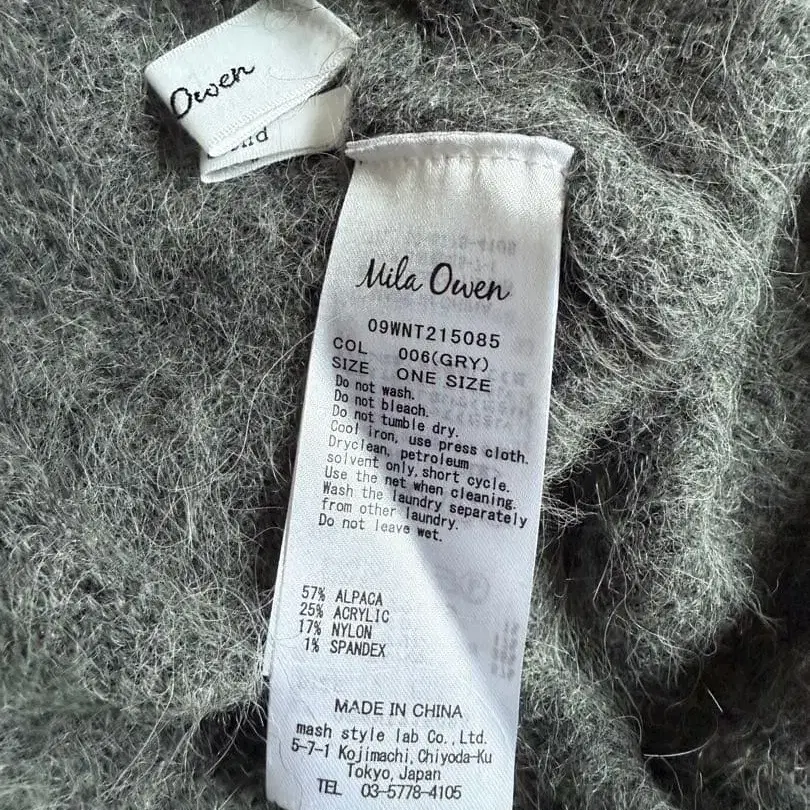 Owen
Mila Owen
09WNT215085
COL 006(GRY)
SIZE ONE SIZE
Do not wash.
Do not bleach.
Do not tumble dry.
Cool iron, use press cloth.
Dryclean, petroleum
solvent only, short cycle.
Use the net when cleaning.
Wash the laundry separately
from other laundry.
Do not leave wet.
57% ALPACA
25% ACRYLIC
17% NYLON
1% SPANDEX
MADE IN CHINA
mash style lab Co., Ltd.
5-7-1 Kojimachi, Chiyoda-Ku
Tokyo, Japan
TEL 03-5778-4105